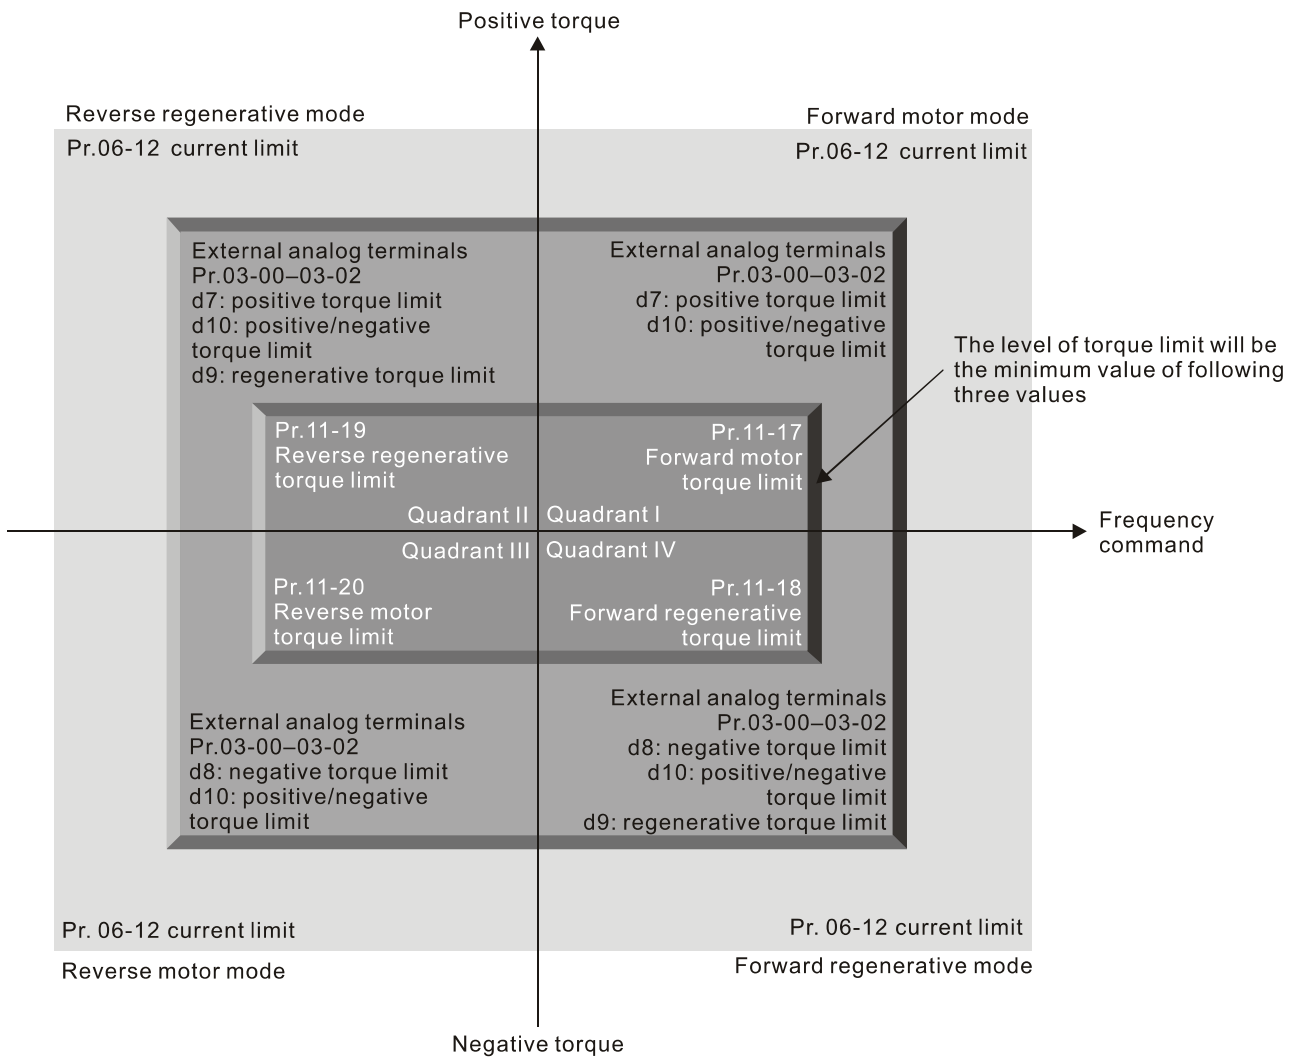 Positive torque
Reverse regenerative mode
Forward motor mode
Pr.06-12 current limit
Pr.06-12 current limit
External analog terminals
Pr.03-00–03-02
d7: positive torque limit
d10: positive/negative
torque limit
d9: regenerative torque limit
External analog terminals
Pr.03-00–03-02
d7: positive torque limit
d10: positive/negative
torque limit
The level of torque limit will be
the minimum value of following
three values
Pr.11-19
Reverse regenerative
torque limit
Quadrant II
Pr.11-17
Forward motor
torque limit
Quadrant I
Frequency
command
Quadrant III
Pr.11-20
Reverse motor
torque limit
Quadrant IV
Pr.11-18
Forward regenerative
torque limit
External analog terminals
Pr.03-00–03-02
d8: negative torque limit
d10: positive/negative
torque limit
External analog terminals
Pr.03-00–03-02
d8: negative torque limit
d10: positive/negative
torque limit
d9: regenerative torque limit
Pr. 06-12 current limit
Pr. 06-12 current limit
Reverse motor mode
Forward regenerative mode
Negative torque